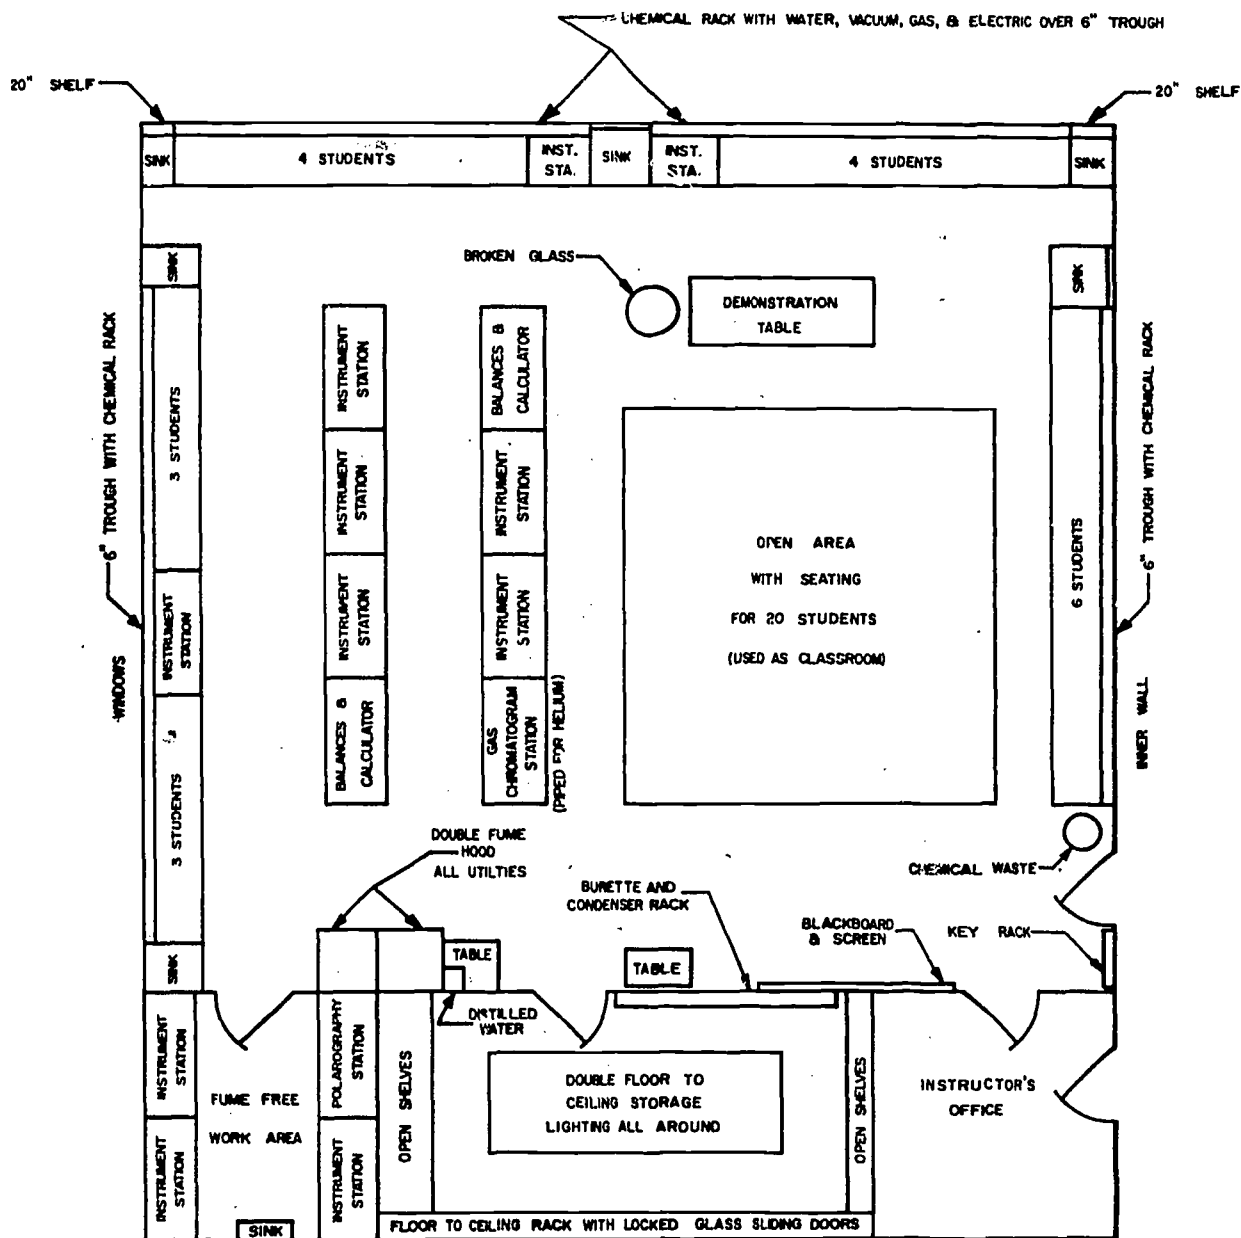 CHEMICAL RACK WITH WATER, VACUUM, GAS, & ELECTRIC OVER 6" TROUGH
20" SHELF
20" SHELF
SINK
4 STUDENTS
INST.
STA.
SINK
INST.
STA.
4 STUDENTS
SINK
SINK
BROKEN GLASS
DEMONSTRATION
TABLE
SINK
6" TROUGH WITH CHEMICAL RACK
WINDOWS
3 STUDENTS
INSTRUMENT
STATION
3 STUDENTS
SINK
INSTRUMENT
STATION
INSTRUMENT
STATION
INSTRUMENT
STATION
BALANCES &
CALCULATOR
BALANCES &
CALCULATOR
INSTRUMENT
STATION
INSTRUMENT
STATION
GAS
CHROMATOGRAM
STATION
(PIPED FOR HELIUM)
OPEN AREA
WITH SEATING
FOR 20 STUDENTS
(USED AS CLASSROOM)
6 STUDENTS
6" TROUGH WITH CHEMICAL RACK
INNER WALL
DOUBLE FUME
HOOD
ALL UTILTIES
BURETTE AND
CONDENSER RACK
CHEMICAL WASTE
BLACKBOARD
& SCREEN
KEY RACK
TABLE
TABLE
DISTILLED
WATER
INSTRUMENT
STATION
INSTRUMENT
STATION
FUME FREE
WORK AREA
SINK
POLAROGRAPHY
STATION
INSTRUMENT
STATION
OPEN SHELVES
DOUBLE FLOOR TO
CEILING STORAGE
LIGHTING ALL AROUND
OPEN SHELVES
INSTRUCTOR'S
OFFICE
FLOOR TO CEILING RACK WITH LOCKED GLASS SLIDING DOORS